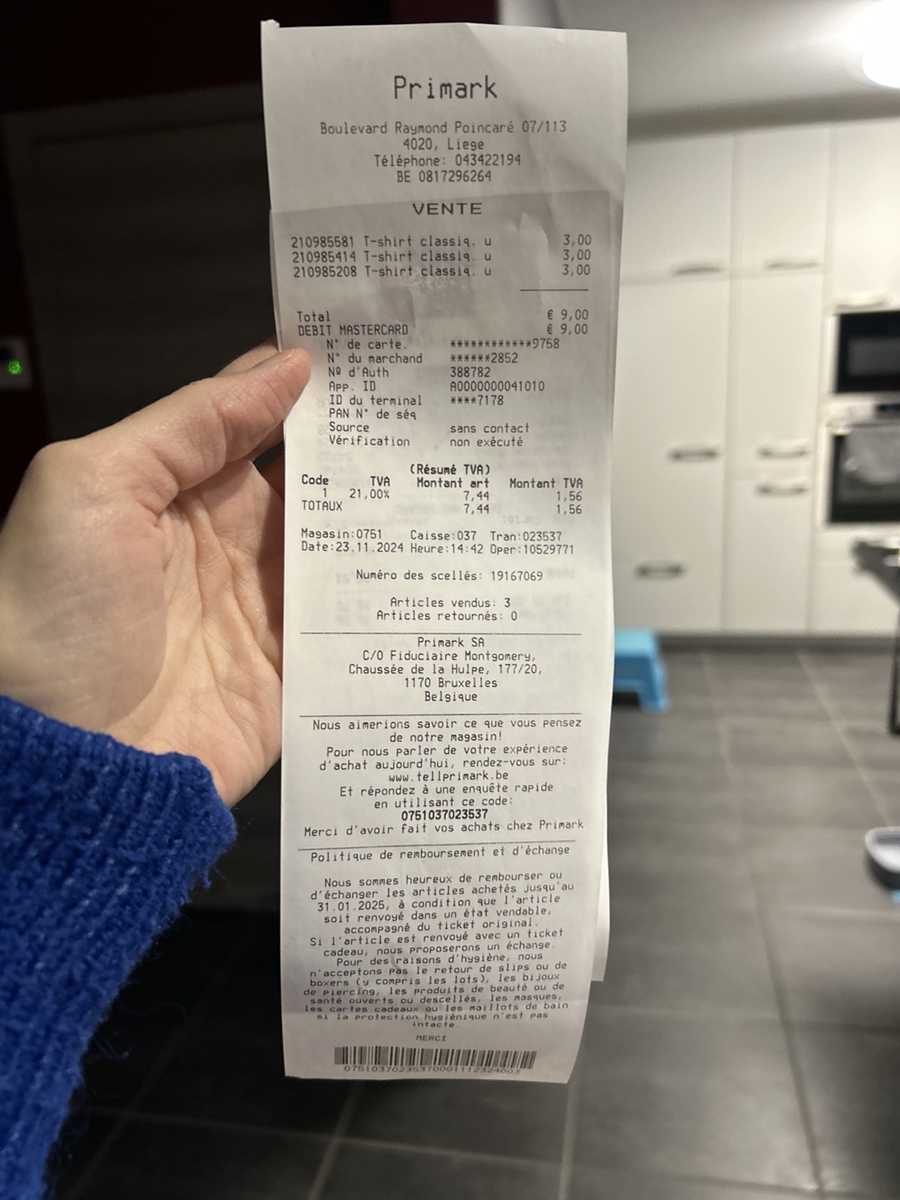 Primark
Boulevard Raymond Poincaré 07/113
4020, Liege
Téléphone: 043422194
BE 0817296264
VENTE
210985581 T-shirt classiq. u 3,00
210985414 T-shirt classiq. u 3,00
210985208 T-shirt classiq. u 3,00
Total € 9,00
DEBIT MASTERCARD € 9,00
N° de carte. ************9758
N° du marchand ******2852
Nº d'Auth 388782
App. ID A0000000041010
ID du terminal ****7178
PAN N° de séq
Source sans contact
Vérification non exécuté
(Résumé TVA)
Code TVA Montant art Montant TVA
1 21,00% 7,44 1,56
TOTAUX 7,44 1,56
Magasin:0751 Caisse:037 Tran:023537
Date:23.11.2024 Heure:14:42 Oper:10529771
Numéro des scellés: 19167069
Articles vendus: 3
Articles retournés: 0
Primark SA
C/O Fiduciaire Montgomery,
Chaussée de la Hulpe, 177/20,
1170 Bruxelles
Belgique
Nous aimerions savoir ce que vous pensez
de notre magasin!
Pour nous parler de votre expérience
d'achat aujourd'hui, rendez-vous sur:
www.tellprimark.be
Et répondez à une enquête rapide
en utilisant ce code:
0751037023537
Merci d'avoir fait vos achats chez Primark
Politique de remboursement et d'échange
Nous sommes heureux de rembourser ou
d'échanger les articles achetés jusqu'au
31.01.2025, à condition que l'article
soit renvoyé dans un état vendable,
accompagné du ticket original.
Si l'article est renvoyé avec un ticket
cadeau, nous proposerons un échange.
Pour des raisons d'hygiène, nous
n'acceptons pas le retour de slips ou de
boxers (y compris les lots), les bijoux
de piercing, les produits de beauté ou de
santé ouverts ou descellés, les masques,
les cartes cadeaux ou les maillots de bain
si la protection hygiénique n'est pas
intacte.
MERCI